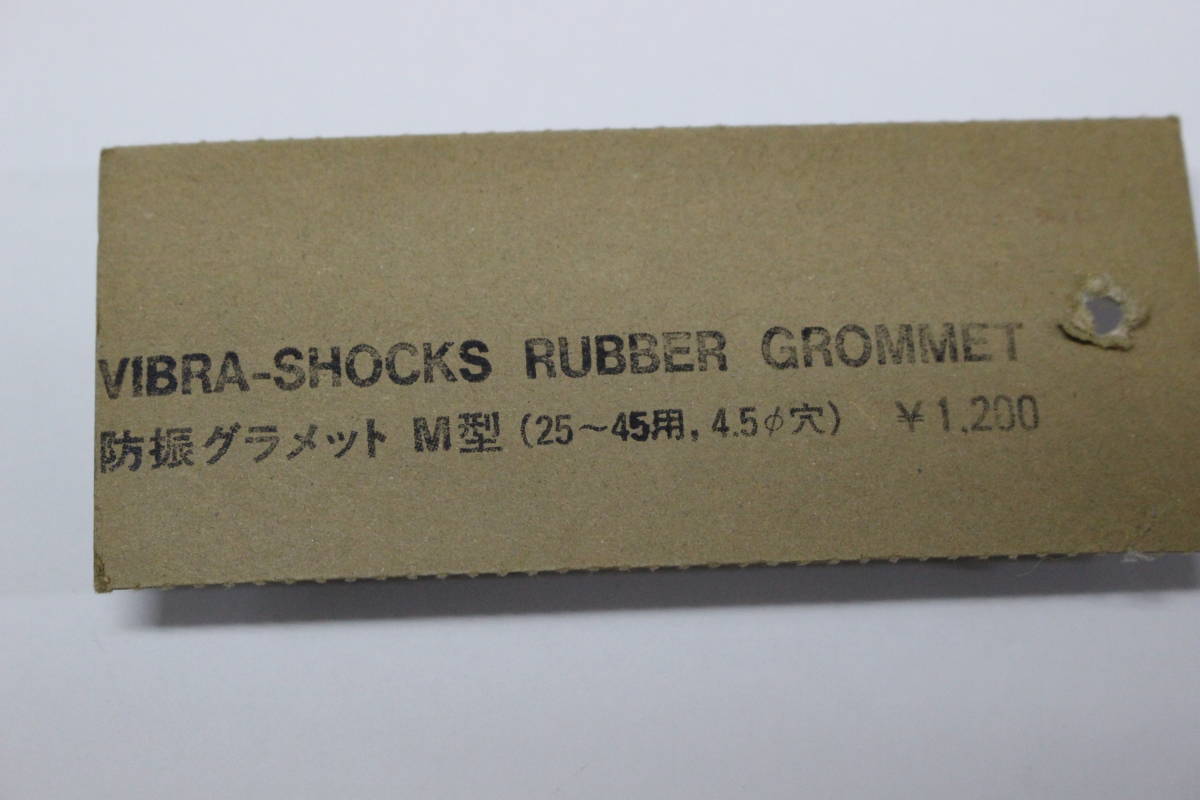 VIBRA-SHOCKS RUBBER GROMMET
防振グラメット M型 (25〜45用, 4.5φ穴) ¥1,200